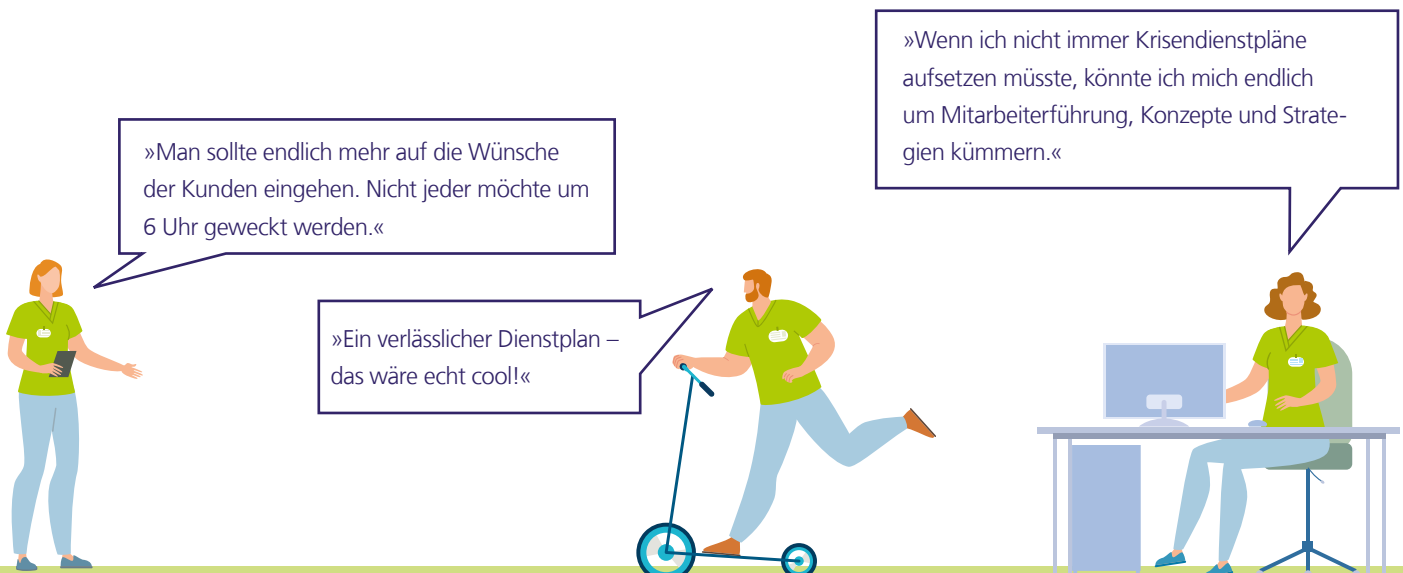 »Man sollte endlich mehr auf die Wünsche
der Kunden eingehen. Nicht jeder möchte um
6 Uhr geweckt werden.«
»Ein verlässlicher Dienstplan –
das wäre echt cool!«
»Wenn ich nicht immer Krisendienstpläne
aufsetzen müsste, könnte ich mich endlich
um Mitarbeiterführung, Konzepte und Strate-
gien kümmern.«